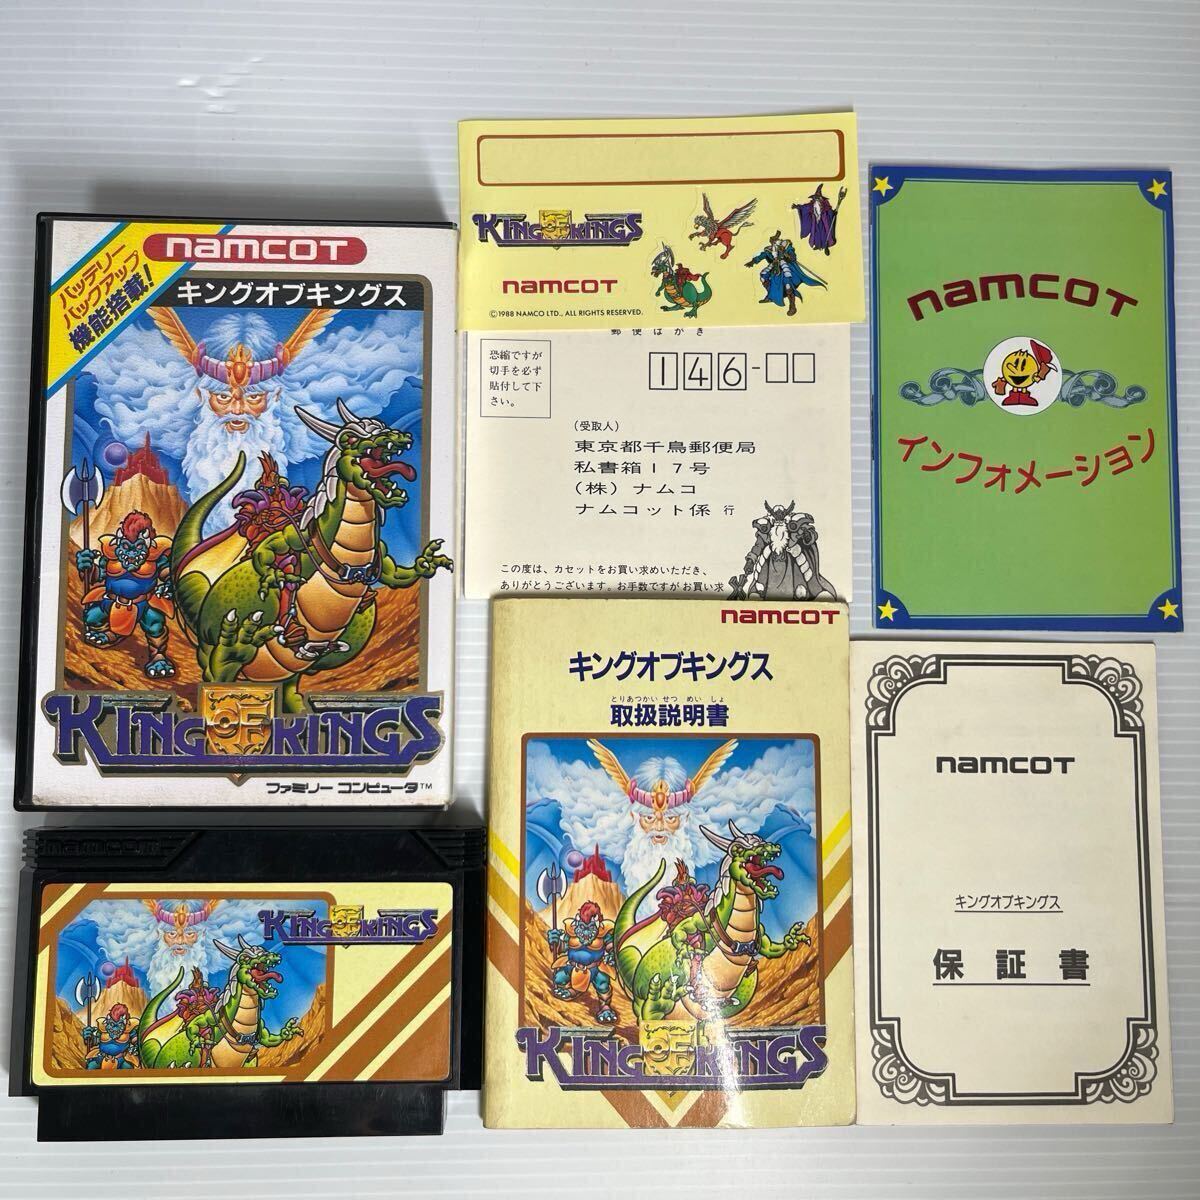 バッテリー
バックアップ
機能搭載!
namcot
キングオブキングス
KING OF KINGS
ファミリー コンピュータ™
namcot
KING OF KINGS
KING OF KINGS
namcot
©1988 NAMCO LTD., ALL RIGHTS RESERVED.
郵便はがき
恐縮ですが
切手を必ず
貼付して下
さい。
146-□□
(受取人)
東京都千鳥郵便局
私書箱17号
(株)ナムコ
ナムコット係 行
この度は、カセットをお買い求めいただき、
ありがとうございます。お手数ですがお買い求
namcot
キングオブキングス
とりあつかい せつ めい しょ
取扱説明書
KING OF KINGS
namcot
インフォメーション
namcot
キングオブキングス
保証書